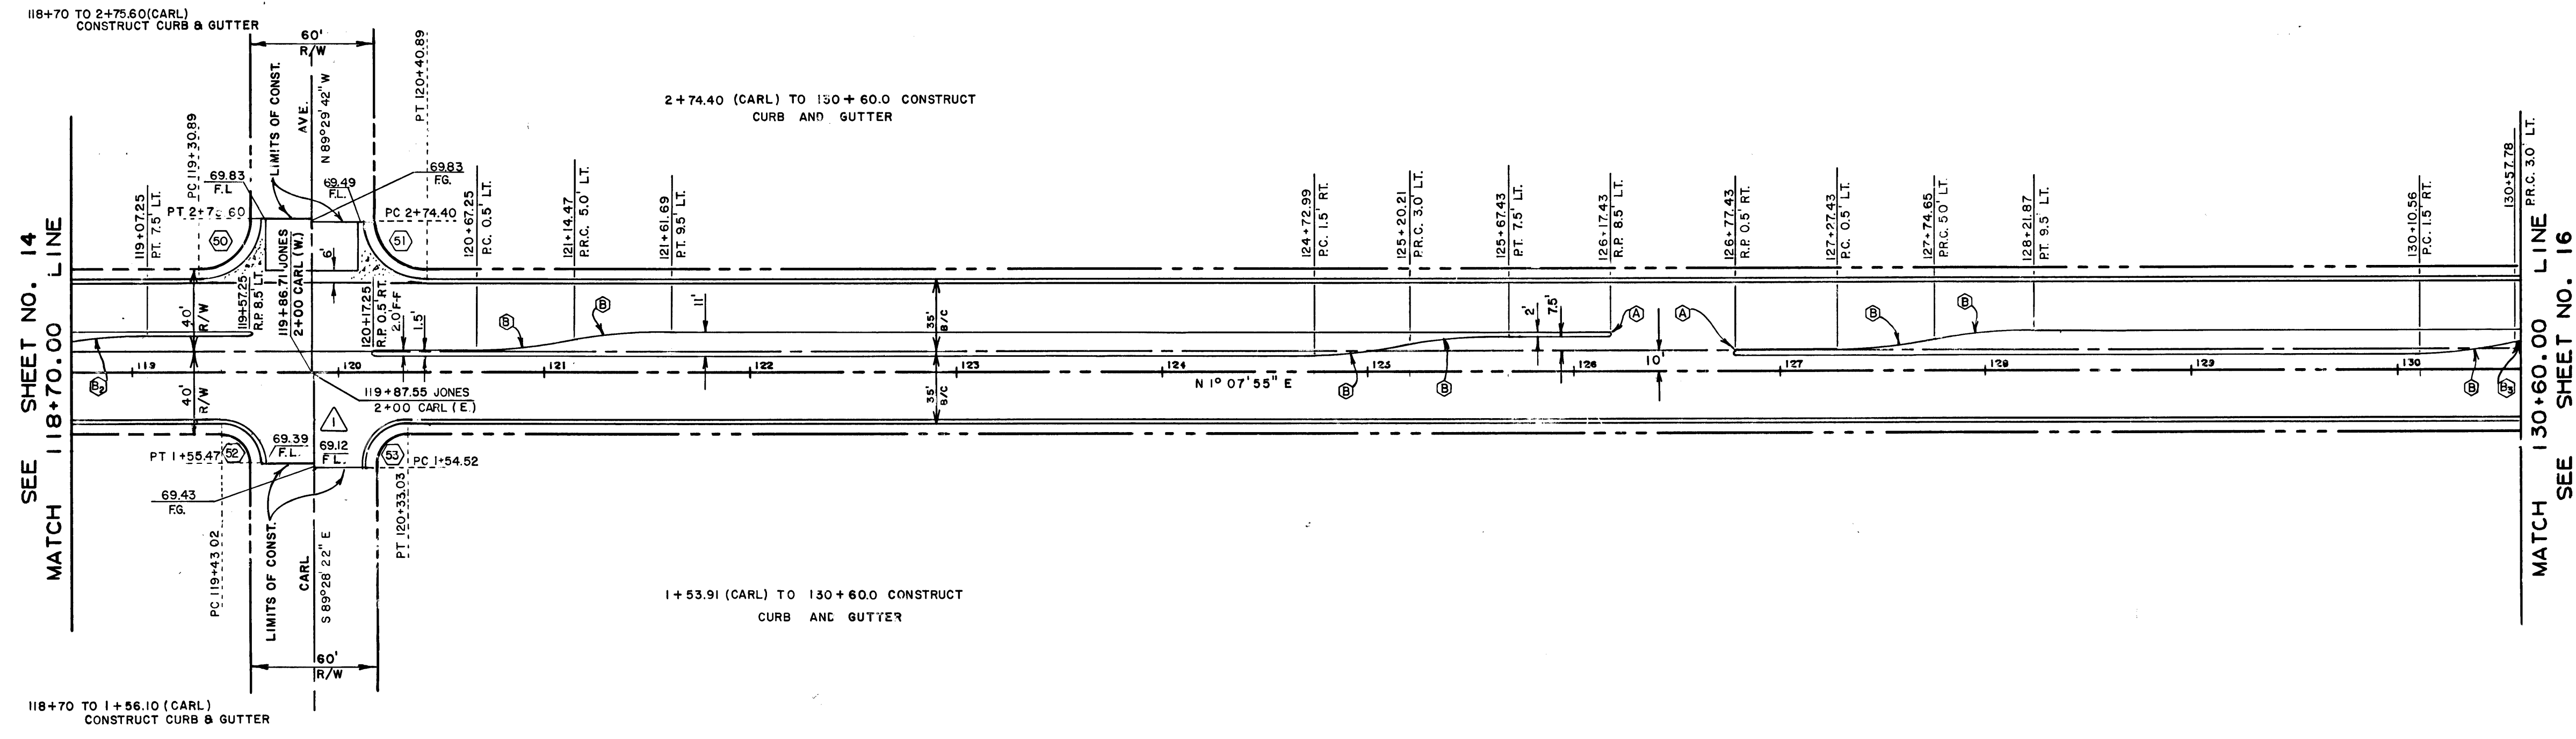 118+70 TO 2+75.60 (CARL)
CONSTRUCT CURB & GUTTER
60'
R/W
LIMITS OF CONST.
AVE.
N 89° 29' 42" W
PT 120+40.89
PC 119+30.89
2+74.40 (CARL) TO 130+60.0 CONSTRUCT
CURB AND GUTTER
69.83
F.L.
69.49
F.L.
69.83
F.G.
PT 2+75.60
PC 2+74.40
50
51
6'
119+07.25
P.T. 7.5' LT.
119+57.25
R.P. 8.5' LT.
119+86.71 JONES
2+00 CARL (W.)
120+17.25
R.P. 0.5' RT.
2.0' F-F
1.5'
120+67.25
P.C. 0.5' LT.
121+14.47
P.R.C. 5.0' LT.
121+61.69
P.T. 9.5' LT.
124+72.99
P.C. 1.5' RT.
125+20.21
P.R.C. 3.0' LT.
125+67.43
P.T. 7.5' LT.
126+17.43
R.P. 8.5' LT.
126+77.43
R.P. 0.5' RT.
127+27.43
P.C. 0.5' LT.
127+74.65
P.R.C. 5.0' LT.
128+21.87
P.T. 9.5' LT.
130+10.56
P.C. 1.5' RT.
130+57.78
P.R.C. 3.0' LT.
SEE SHEET NO. 14
MATCH 118+70.00 LINE
40'
R/W
40'
R/W
B
B
11'
35'
B/C
35'
B/C
2'
7.5'
A
A
10'
B
B
B2
B
B
B
B3
119
120
121
122
123
124
125
126
127
128
129
130
N 1° 07' 55" E
119+87.55 JONES
2+00 CARL (E.)
1
69.39
F.L.
69.12
F.L.
PT 1+55.47
52
53
PC 1+54.52
69.43
F.G.
PC 119+43.02
PT 120+33.03
LIMITS OF CONST.
CARL
S 89° 28' 22" E
1+53.91 (CARL) TO 130+60.0 CONSTRUCT
CURB AND GUTTER
60'
R/W
118+70 TO 1+56.10 (CARL)
CONSTRUCT CURB & GUTTER
MATCH 130+60.00 LINE
SEE SHEET NO. 16